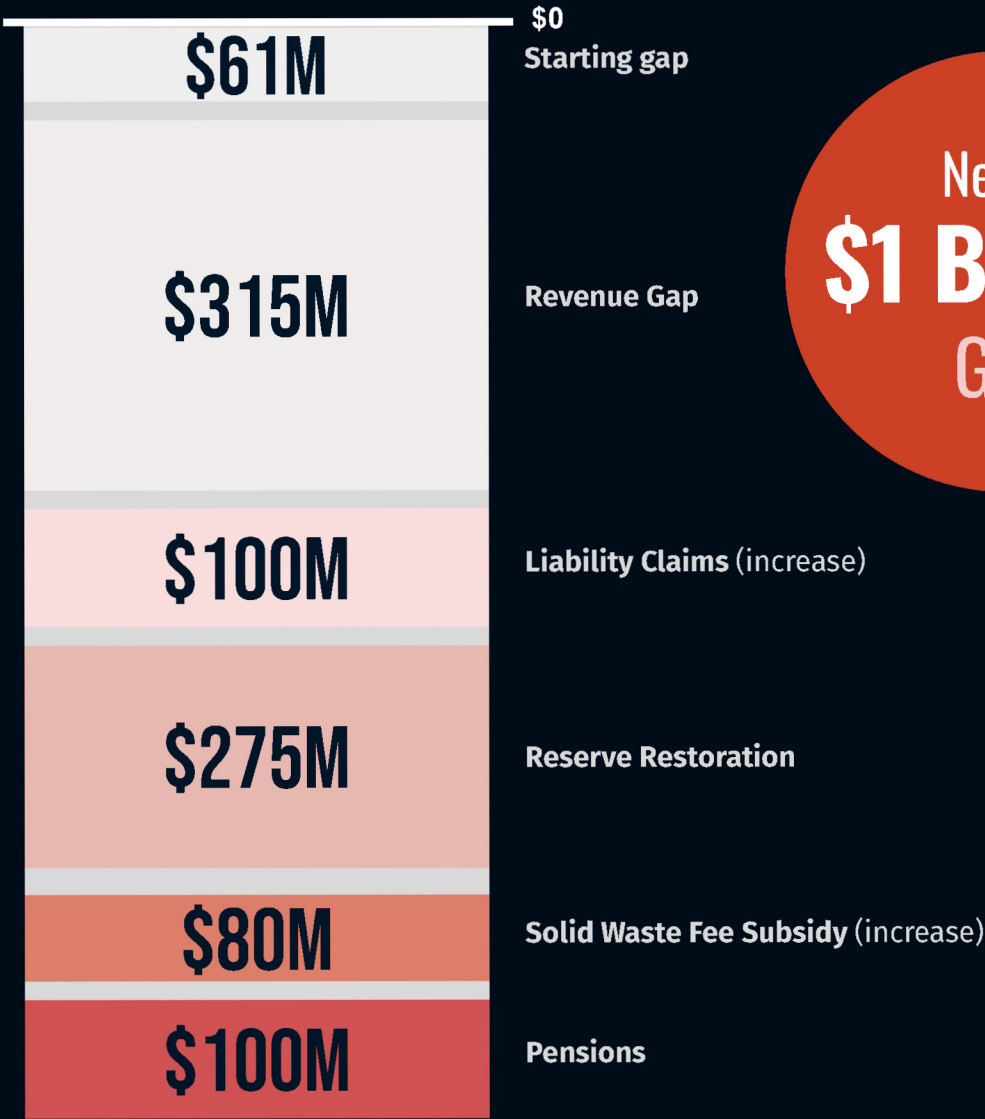 $0
$61M
Starting gap
$315M
Revenue Gap
$1 B
$100M
Liability Claims (increase)
$275M
Reserve Restoration
$80M
Solid Waste Fee Subsidy (increase)
$100M
Pensions